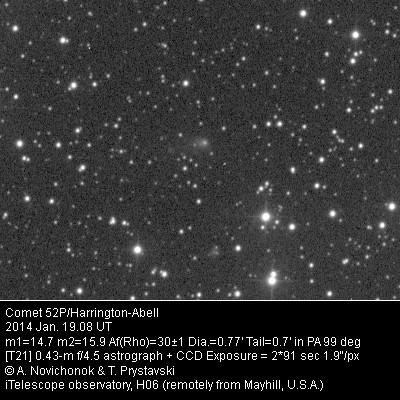 Comet 52P/Harrington-Abell
2014 Jan. 19.08 UT
m1=14.7 m2=15.9 Af(Rho)=30±1 Dia.=0.77' Tail=0.7' in PA 99 deg
[T21] 0.43-m f/4.5 astrograph + CCD Exposure = 2*91 sec 1.9"/px
© A. Novichonok & T. Prystavski
iTelescope observatory, H06 (remotely from Mayhill, U.S.A.)